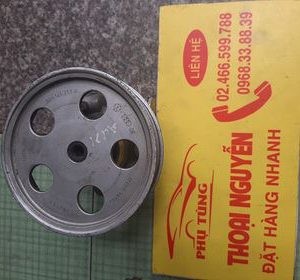 LIÊN HỆ
02.466.599.788
0968.33.88.39
PHỤ TÙNG
THOẠI NGUYỄN
ĐẶT HÀNG NHANH